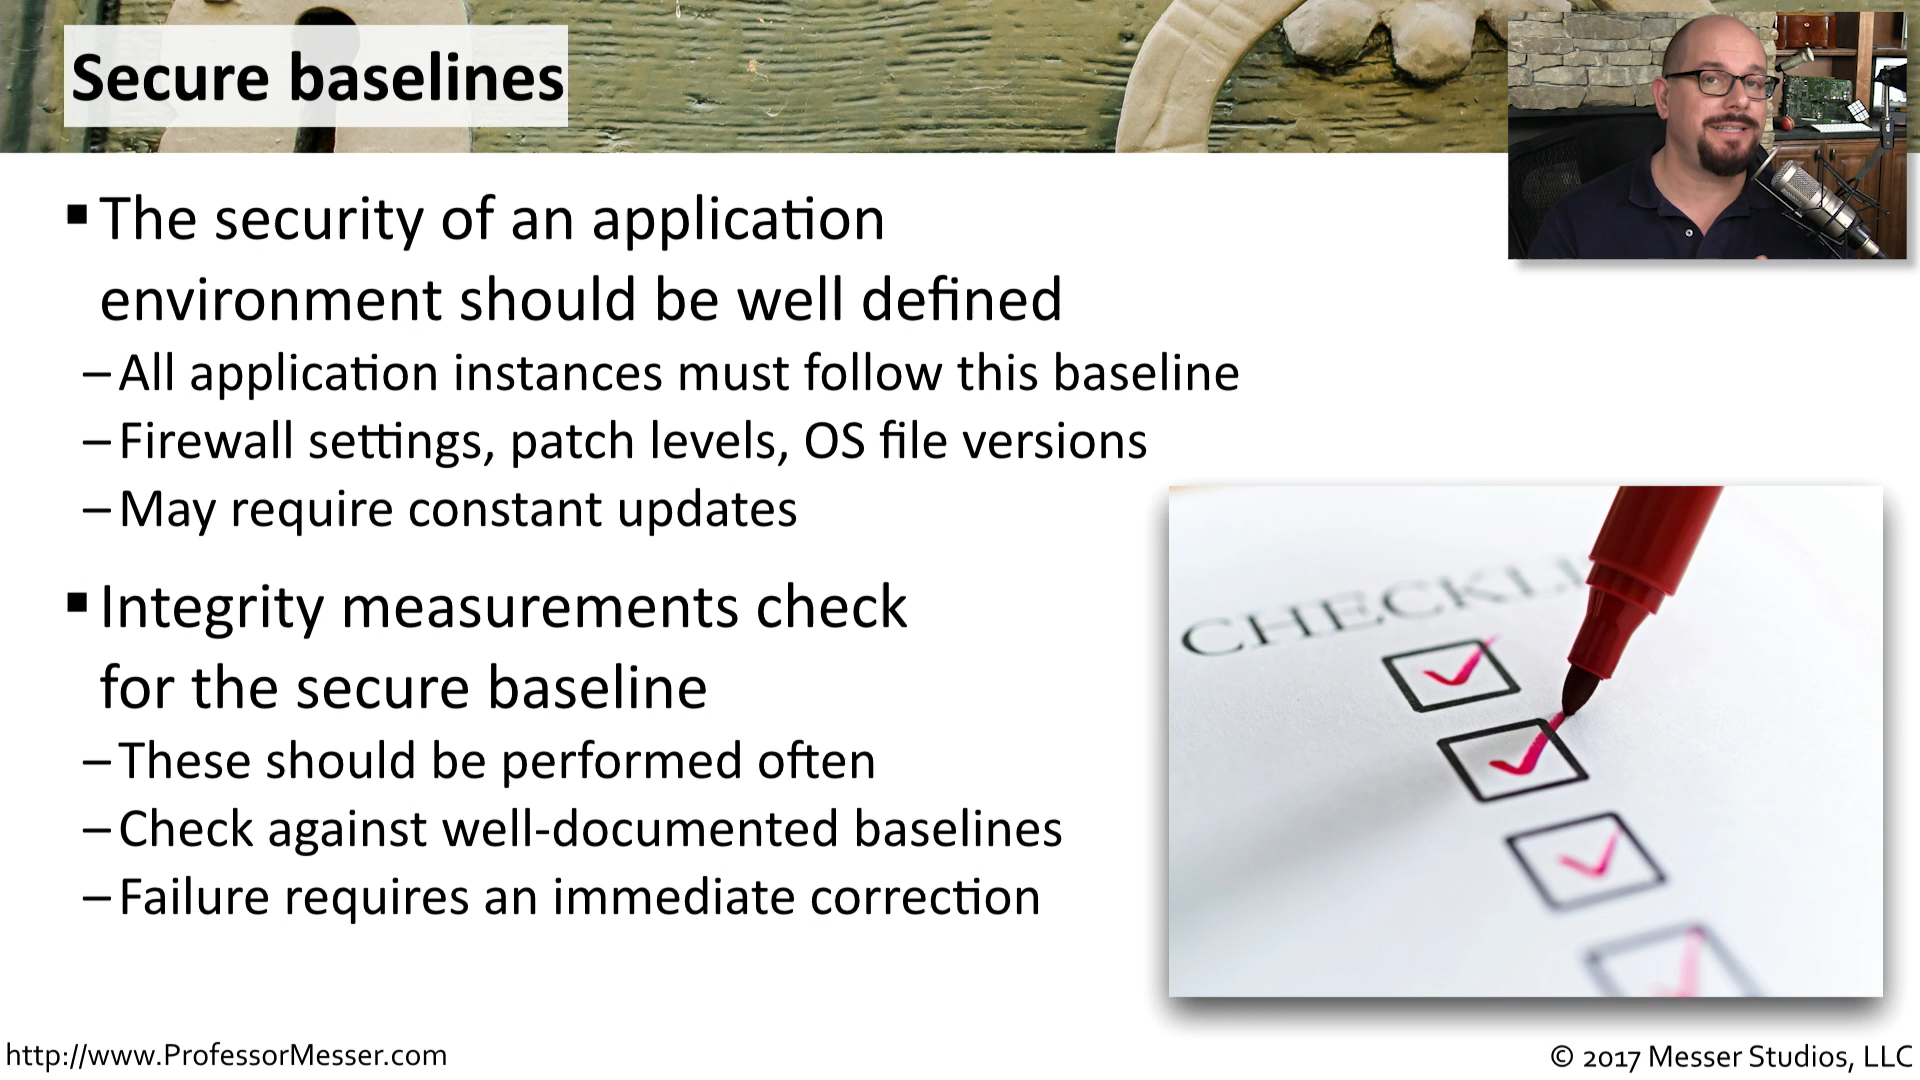 Secure baselines
▪ The security of an application
environment should be well defined
– All application instances must follow this baseline
– Firewall settings, patch levels, OS file versions
– May require constant updates
▪ Integrity measurements check
for the secure baseline
– These should be performed often
– Check against well-documented baselines
– Failure requires an immediate correction
CHECKLI
http://www.ProfessorMesser.com
© 2017 Messer Studios, LLC